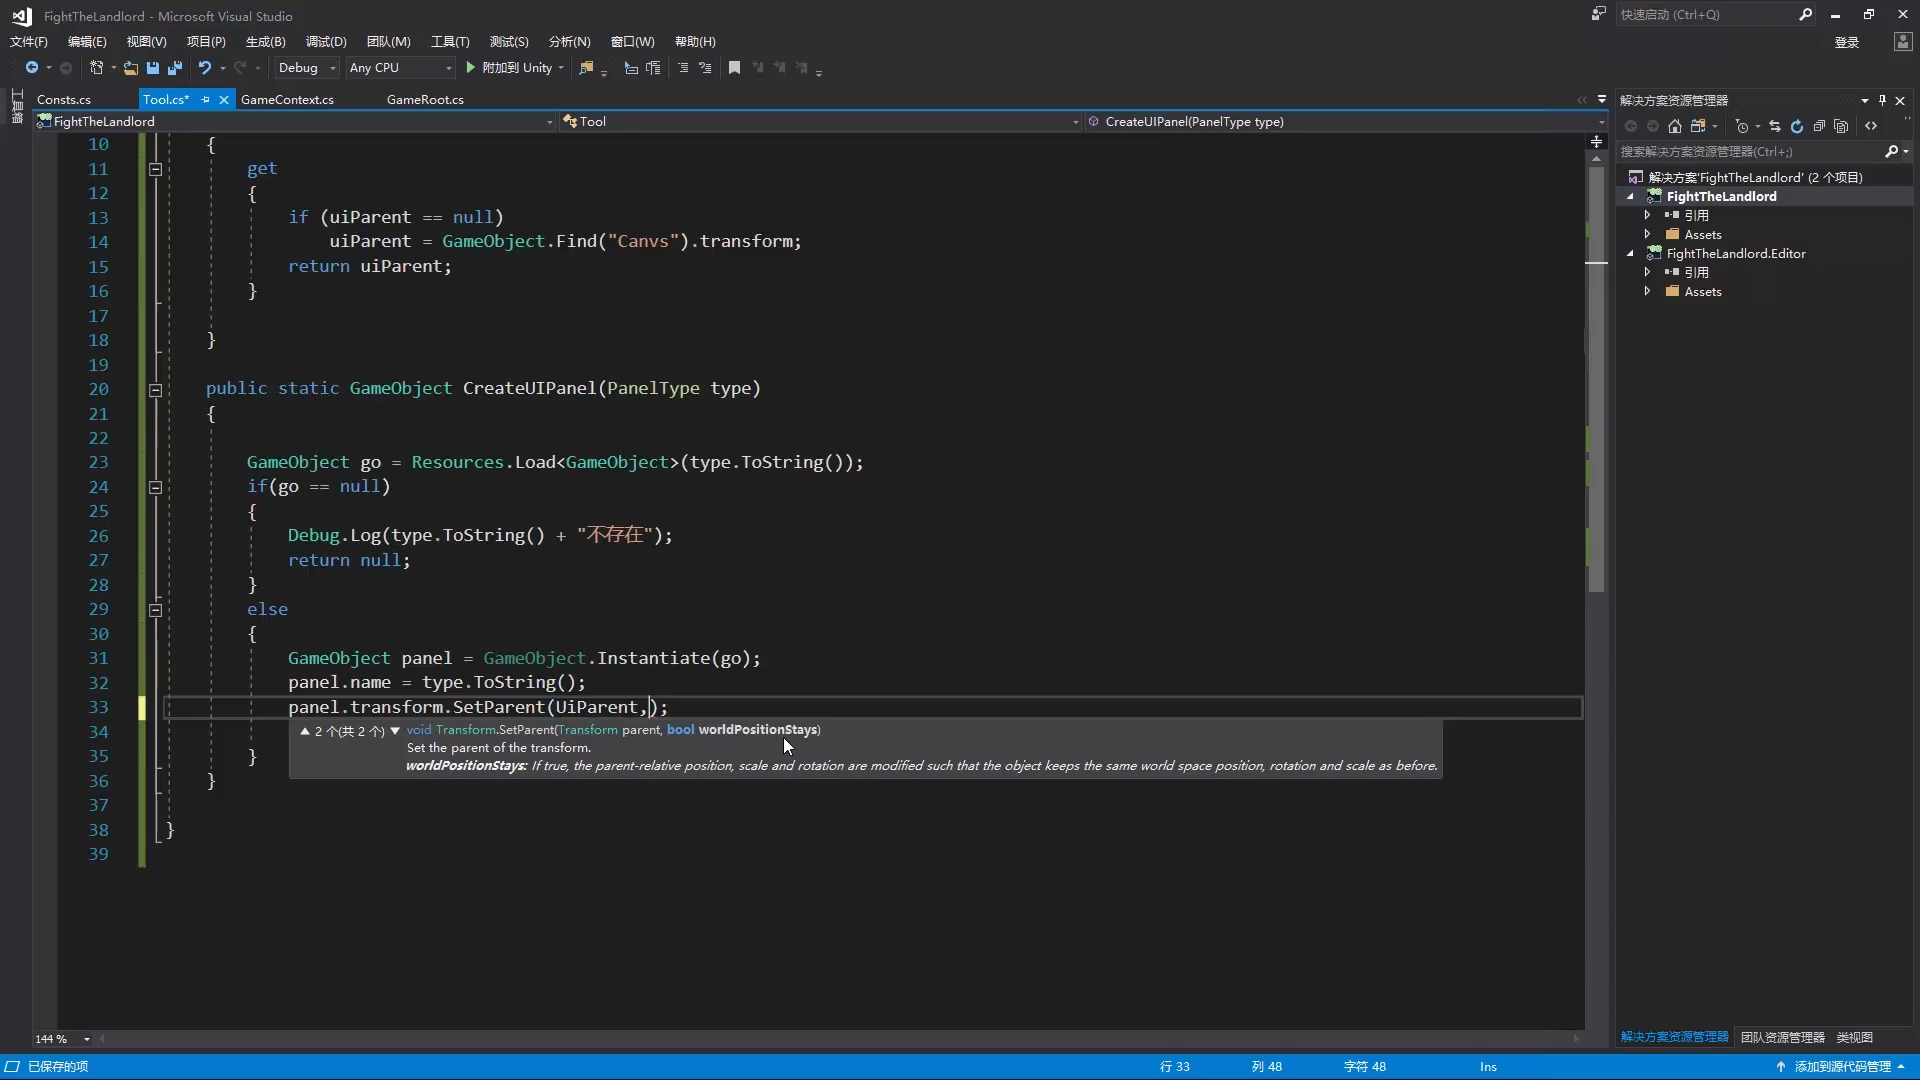 FightTheLandlord - Microsoft Visual Studio
快速启动 (Ctrl+Q)
文件(F) 编辑(E) 视图(V) 项目(P) 生成(B) 调试(D) 团队(M) 工具(T) 测试(S) 分析(N) 窗口(W) 帮助(H)
登录
Debug Any CPU 附加到 Unity
工具箱
Consts.cs Tool.cs* GameContext.cs GameRoot.cs
FightTheLandlord Tool CreateUIPanel(PanelType type)
10 {
11 get
12 {
13 if (uiParent == null)
14 uiParent = GameObject.Find("Canvs").transform;
15 return uiParent;
16 }
17
18 }
19
20 public static GameObject CreateUIPanel(PanelType type)
21 {
22
23 GameObject go = Resources.Load<GameObject>(type.ToString());
24 if(go == null)
25 {
26 Debug.Log(type.ToString() + "不存在");
27 return null;
28 }
29 else
30 {
31 GameObject panel = GameObject.Instantiate(go);
32 panel.name = type.ToString();
33 panel.transform.SetParent(UiParent,);
34
▲ 2 个(共 2 个) ▼ void Transform.SetParent(Transform parent, bool worldPositionStays)
Set the parent of the transform.
worldPositionStays: If true, the parent-relative position, scale and rotation are modified such that the object keeps the same world space position, rotation and scale as before.
35 }
36 }
37
38 }
39
144 %
解决方案资源管理器
搜索解决方案资源管理器(Ctrl+;)
解决方案'FightTheLandlord' (2 个项目)
FightTheLandlord
引用
Assets
FightTheLandlord.Editor
引用
Assets
解决方案资源管理器 团队资源管理器 类视图
已保存的项 行 33 列 48 字符 48 Ins 添加到源代码管理